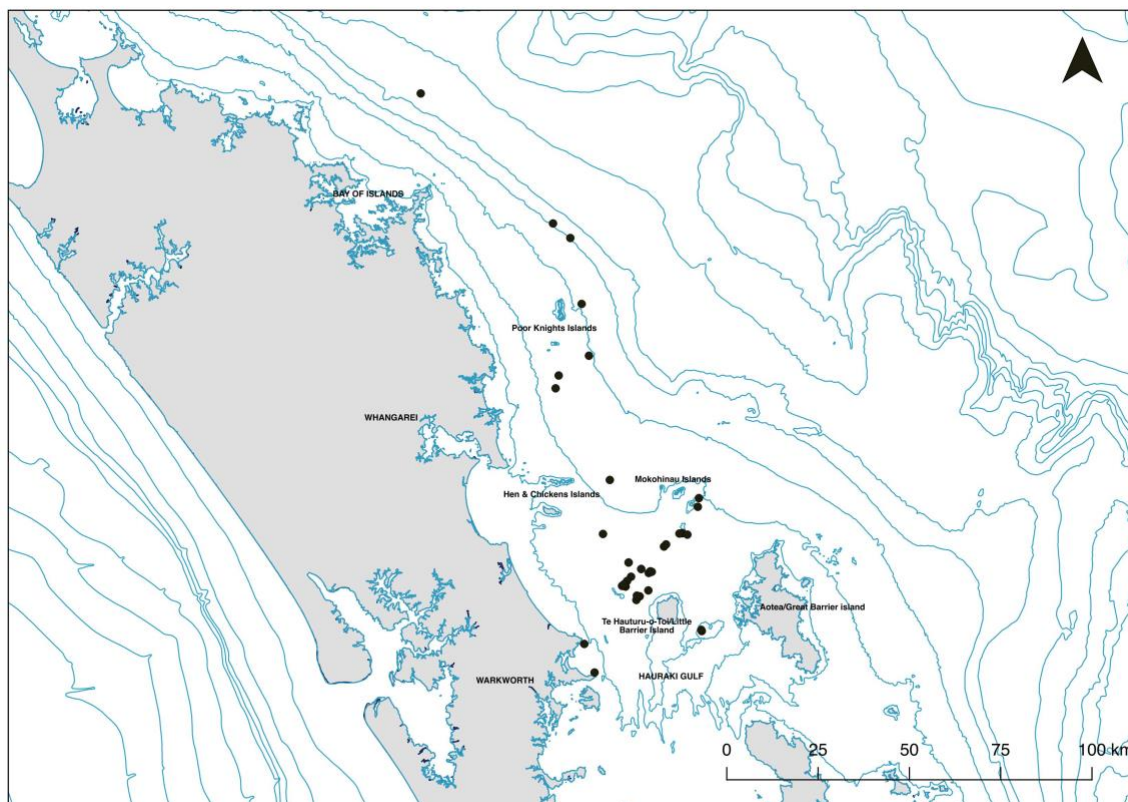 BAY OF ISLANDS
Poor Knights Islands
WHANGAREI
Mokohinau Islands
Hen & Chickens Islands
Aotea/Great Barrier island
Te Hauturu-o-Toi/Little
Barrier Island
WARKWORTH
HAURAKI GULF
0 25 50 75 100 km